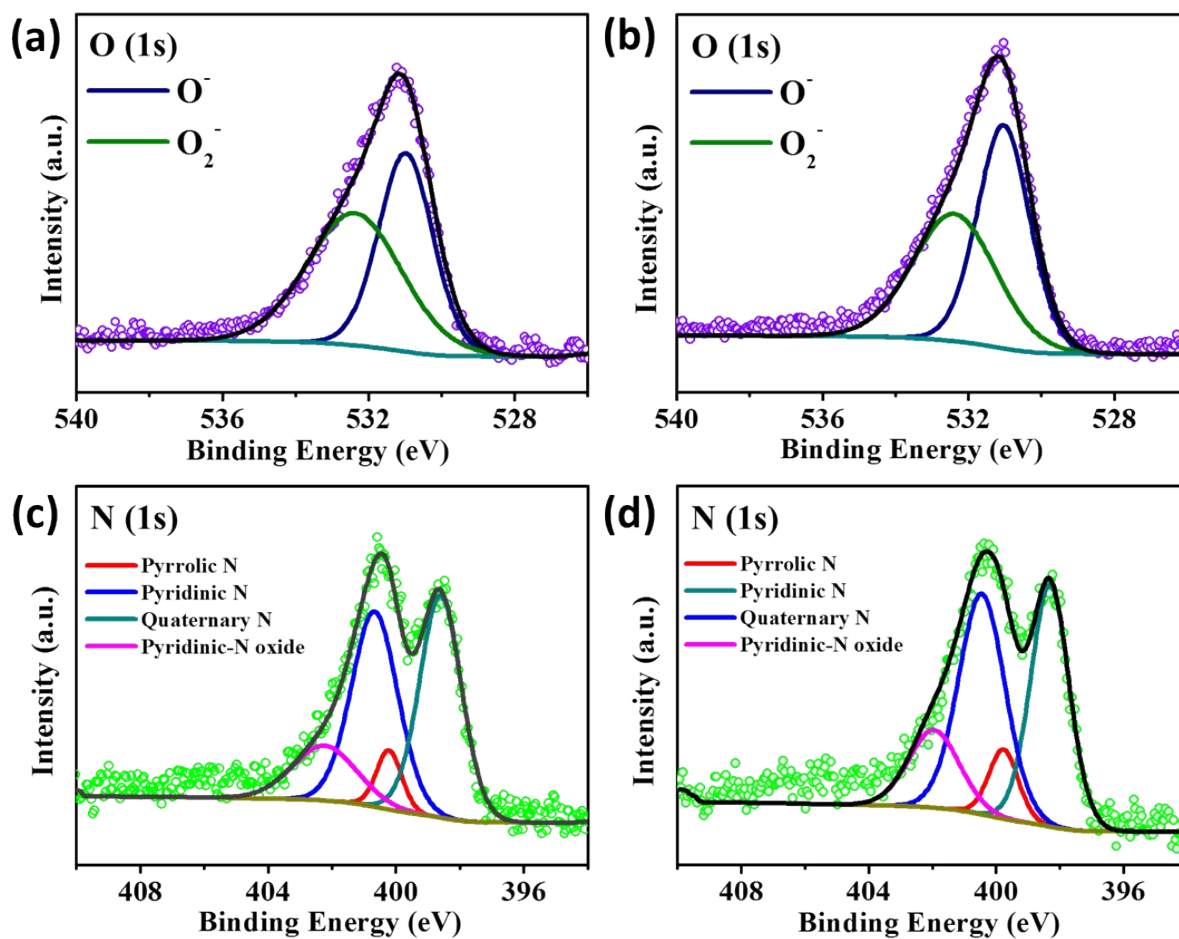 (a)
O (1s)
O⁻
O₂⁻
Intensity (a.u.)
540 536 531 528
Binding Energy (eV)
(b)
O (1s)
O⁻
O₂⁻
Intensity (a.u.)
540 536 531 528
Binding Energy (eV)
(c)
N (1s)
Pyrrolic N
Pyridinic N
Quaternary N
Pyridinic-N oxide
Intensity (a.u.)
408 404 400 396
Binding Energy (eV)
(d)
N (1s)
Pyrrolic N
Pyridinic N
Quaternary N
Pyridinic-N oxide
Intensity (a.u.)
408 404 400 396
Binding Energy (eV)